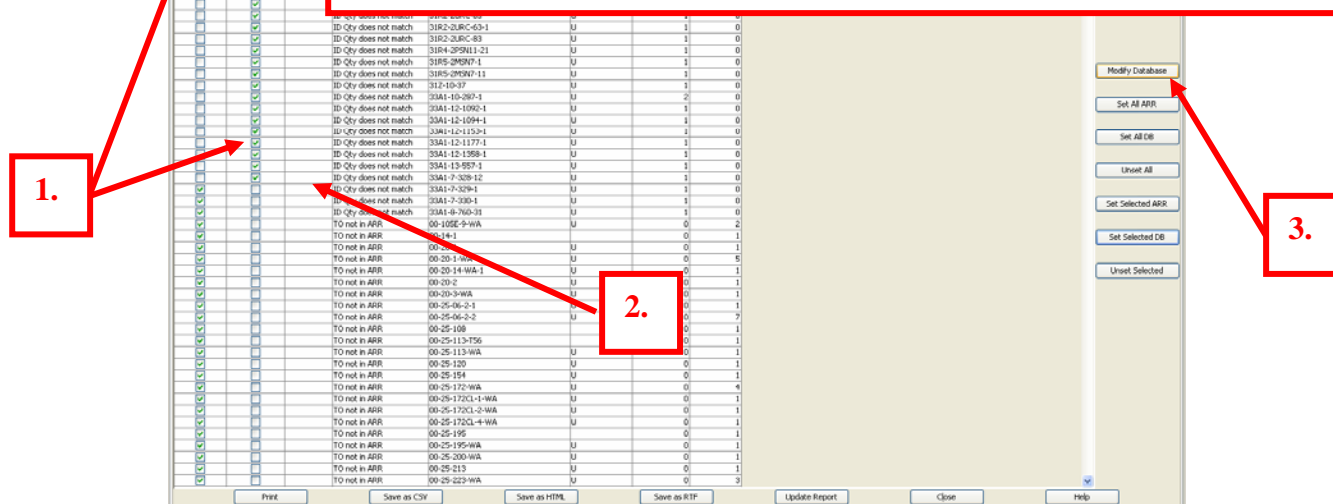 ID Qty does not match 31R2-2URC-63-1 U 1 0
ID Qty does not match 31R2-2URC-83 U 1 0
ID Qty does not match 31R4-2PSN11-21 U 1 0
ID Qty does not match 31R5-2MSN7-1 U 1 0
ID Qty does not match 31R5-2MSN7-11 U 1 0
ID Qty does not match 31Z-10-37 U 1 0
ID Qty does not match 33A1-10-287-1 U 2 0
ID Qty does not match 33A1-12-1092-1 U 1 0
ID Qty does not match 33A1-12-1094-1 U 1 0
ID Qty does not match 33A1-12-1153-1 U 1 0
ID Qty does not match 33A1-12-1177-1 U 1 0
ID Qty does not match 33A1-12-1358-1 U 1 0
ID Qty does not match 33A1-13-557-1 U 1 0
ID Qty does not match 33A1-7-328-12 U 1 0
ID Qty does not match 33A1-7-329-1 U 1 0
ID Qty does not match 33A1-7-330-1 U 1 0
ID Qty does not match 33A1-8-760-31 U 1 0
TO not in ARR 00-105E-9-WA U 0 2
TO not in ARR 00-14-1 0 1
TO not in ARR U 0 1
TO not in ARR 00-20-1-WA U 0 5
TO not in ARR 00-20-14-WA-1 U 0 1
TO not in ARR 00-20-2 U 0 1
TO not in ARR 00-20-3-WA U 0 1
TO not in ARR 00-25-06-2-1 U 0 1
TO not in ARR 00-25-06-2-2 U 0 7
TO not in ARR 00-25-108 0 1
TO not in ARR 00-25-113-T56 0 1
TO not in ARR 00-25-113-WA U 0 1
TO not in ARR 00-25-120 U 0 1
TO not in ARR 00-25-154 U 0 1
TO not in ARR 00-25-172-WA U 0 4
TO not in ARR 00-25-172CL-1-WA U 0 1
TO not in ARR 00-25-172CL-2-WA U 0 1
TO not in ARR 00-25-172CL-4-WA U 0 1
TO not in ARR 00-25-195 0 1
TO not in ARR 00-25-195-WA U 0 1
TO not in ARR 00-25-200-WA U 0 1
TO not in ARR 00-25-213 U 0 1
TO not in ARR 00-25-223-WA U 0 3
Modify Database
Set All ARR
Set All DB
Unset All
Set Selected ARR
Set Selected DB
Unset Selected
1.
2.
3.
Print Save as CSV Save as HTML Save as RTF Update Report Close Help